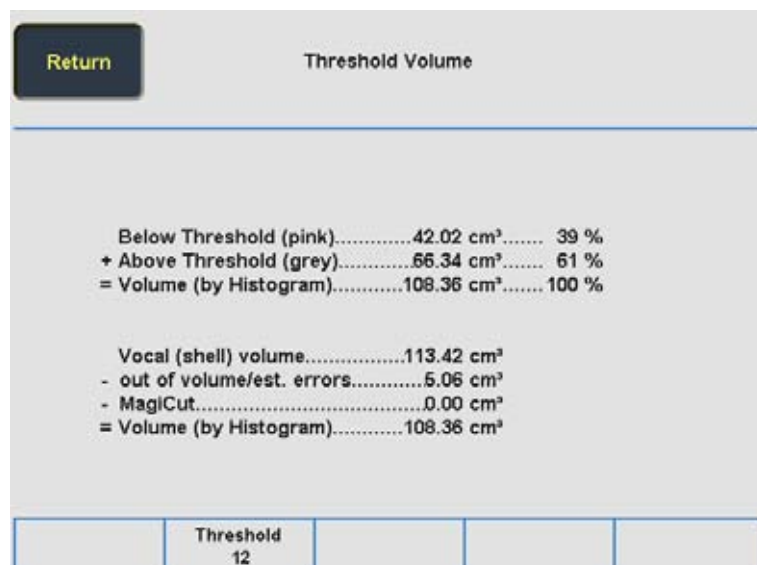 Return
Threshold Volume
Below Threshold (pink).............42.02 cm³....... 39 %
+ Above Threshold (grey)............66.34 cm³....... 61 %
= Volume (by Histogram)............108.36 cm³....... 100 %
Vocal (shell) volume.................113.42 cm³
- out of volume/est. errors............5.06 cm³
- MagiCut.......................................0.00 cm³
= Volume (by Histogram)............108.36 cm³
Threshold
12